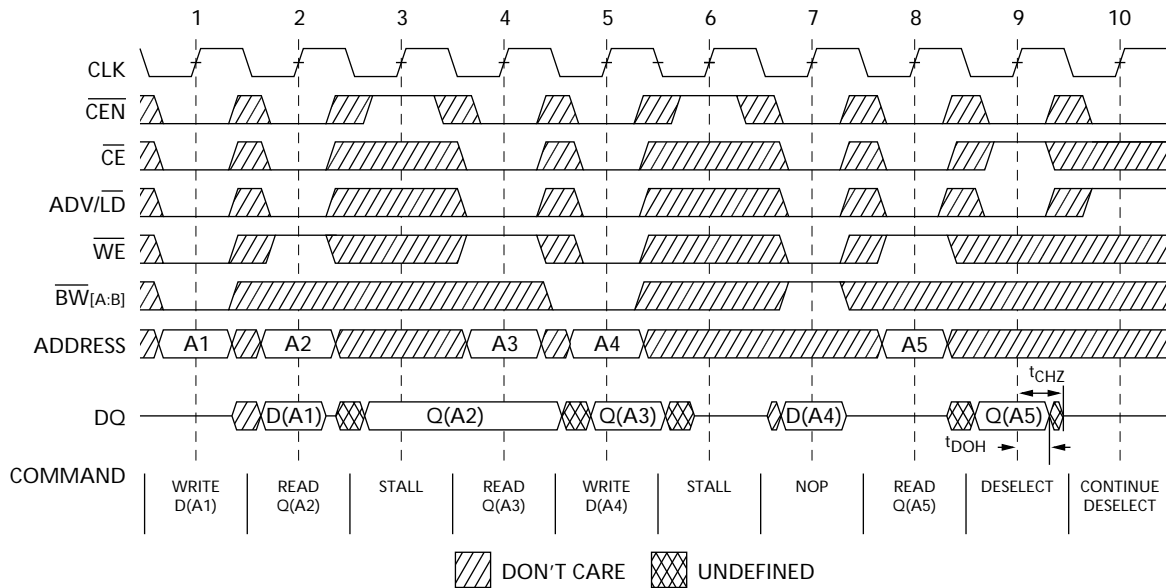 1 2 3 4 5 6 7 8 9 10
CLK
CEN
CE
ADV/LD
WE
BW[A:B]
ADDRESS A1 A2 A3 A4 A5
tCHZ
DQ D(A1) Q(A2) Q(A3) D(A4) Q(A5)
tDOH
COMMAND
WRITE D(A1)
READ Q(A2)
STALL
READ Q(A3)
WRITE D(A4)
STALL
NOP
READ Q(A5)
DESELECT
CONTINUE DESELECT
DON'T CARE UNDEFINED